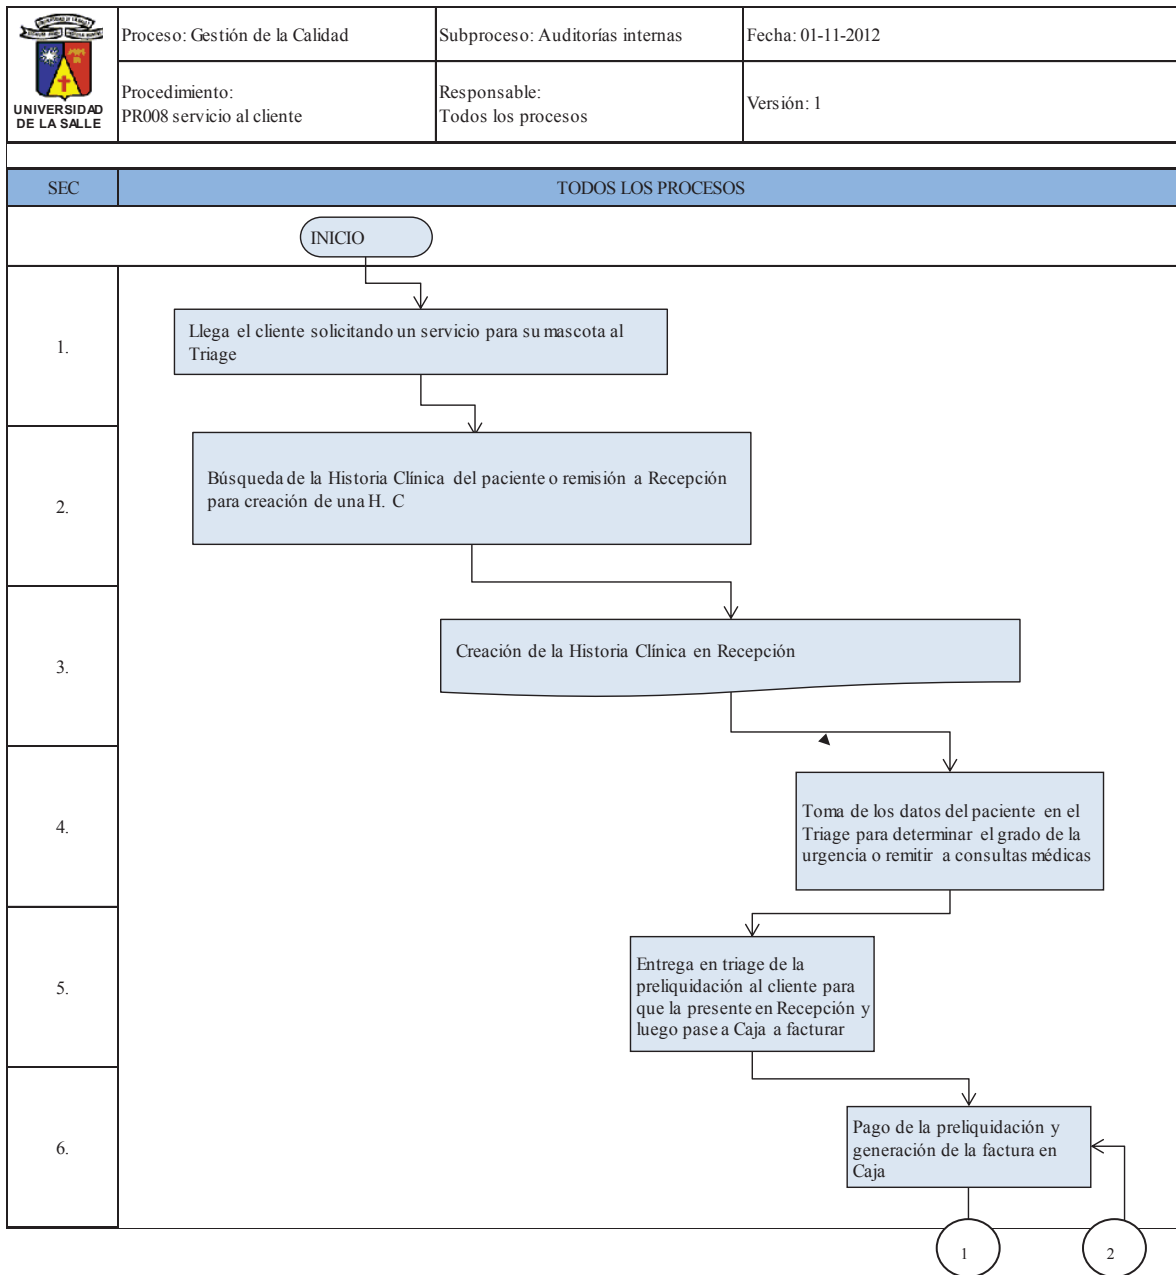 Proceso: Gestión de la Calidad
Subproceso: Auditorías internas
Fecha: 01-11-2012
UNIVERSIDAD
DE LA SALLE
Procedimiento:
PR008 servicio al cliente
Responsable:
Todos los procesos
Versión: 1
SEC
TODOS LOS PROCESOS
INICIO
1.
Llega el cliente solicitando un servicio para su mascota al
Triage
2.
Búsqueda de la Historia Clínica del paciente o remisión a Recepción
para creación de una H. C
3.
Creación de la Historia Clínica en Recepción
4.
Toma de los datos del paciente en el
Triage para determinar el grado de la
urgencia o remitir a consultas médicas
5.
Entrega en triage de la
preliquidación al cliente para
que la presente en Recepción y
luego pase a Caja a facturar
6.
Pago de la preliquidación y
generación de la factura en
Caja
1
2